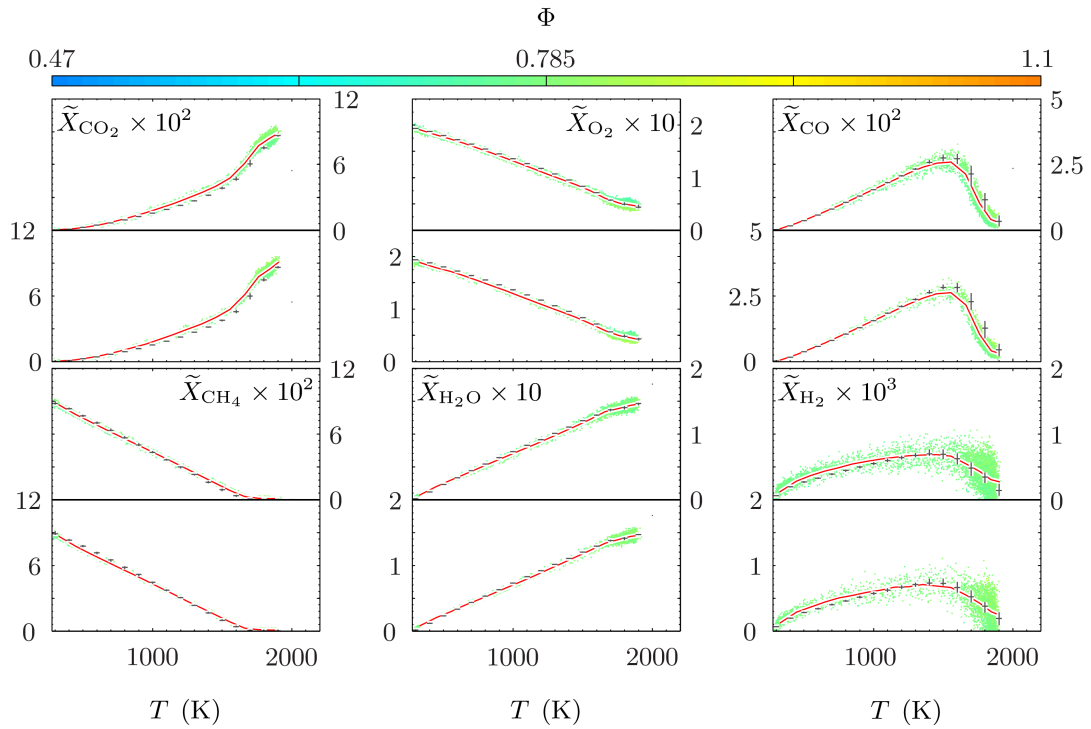 Φ
0.47 0.785 1.1
X̃CO₂ × 10² 12 X̃O₂ × 10 2 X̃CO × 10² 5
6 1 2.5
12 0 0 5 0
2
6 1 2.5
0 0 0
X̃CH₄ × 10² 12 X̃H₂O × 10 2 X̃H₂ × 10³ 2
6 1 1
12 0 2 0 2 0
6 1 1
0 0 0
1000 2000 1000 2000 1000 2000
T (K) T (K) T (K)